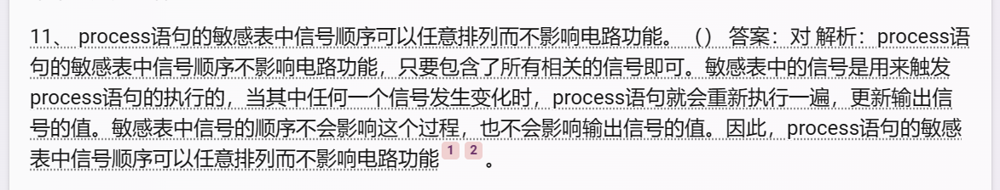 11、 process语句的敏感表中信号顺序可以任意排列而不影响电路功能。（） 答案：对 解析：process语
句的敏感表中信号顺序不影响电路功能，只要包含了所有相关的信号即可。敏感表中的信号是用来触发
process语句的执行的，当其中任何一个信号发生变化时，process语句就会重新执行一遍，更新输出信
号的值。敏感表中信号的顺序不会影响这个过程，也不会影响输出信号的值。因此，process语句的敏感
表中信号顺序可以任意排列而不影响电路功能 1 2 。